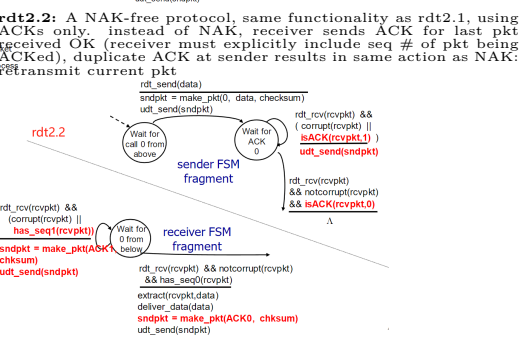 rdt2.2: A NAK-free protocol, same functionality as rdt2.1, using
ACKs only. instead of NAK, receiver sends ACK for last pkt
received OK (receiver must explicitly include seq # of pkt being
ACKed), duplicate ACK at sender results in same action as NAK:
retransmit current pkt
rdt_send(data)
sndpkt = make_pkt(0, data, checksum)
udt_send(sndpkt)
rdt2.2
Wait for
call 0 from
above
Wait for
ACK
0
rdt_rcv(rcvpkt) &&
( corrupt(rcvpkt) ||
isACK(rcvpkt,1) )
udt_send(sndpkt)
sender FSM
fragment
rdt_rcv(rcvpkt)
&& notcorrupt(rcvpkt)
&& isACK(rcvpkt,0)
Λ
rdt_rcv(rcvpkt) &&
(corrupt(rcvpkt) ||
has_seq1(rcvpkt))
sndpkt = make_pkt(ACK1
chksum)
udt_send(sndpkt)
Wait for
0 from
below
receiver FSM
fragment
rdt_rcv(rcvpkt) && notcorrupt(rcvpkt)
&& has_seq0(rcvpkt)
extract(rcvpkt,data)
deliver_data(data)
sndpkt = make_pkt(ACK0, chksum)
udt_send(sndpkt)